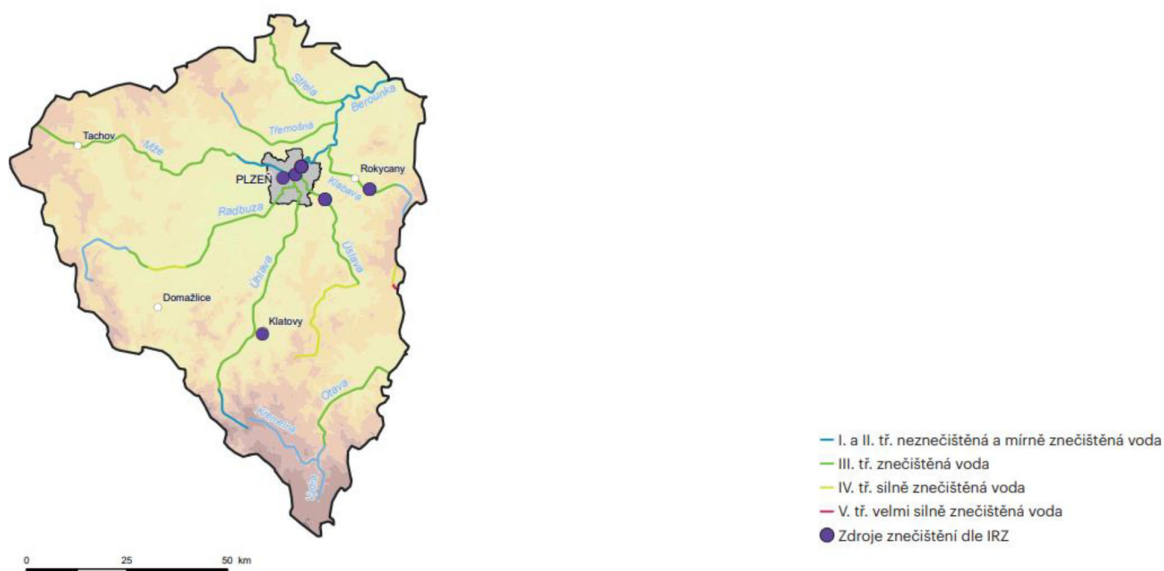 Střela
Berounka
Třemošná
Tachov
Mže
Rokycany
PLZEŇ
Klabava
Radbuza
Úhlava
Úslava
Domažlice
Klatovy
Otava
Křemelná
Vydra
I. a II. tř. neznečištěná a mírně znečištěná voda
III. tř. znečištěná voda
IV. tř. silně znečištěná voda
V. tř. velmi silně znečištěná voda
Zdroje znečištění dle IRZ
0 25 50 km